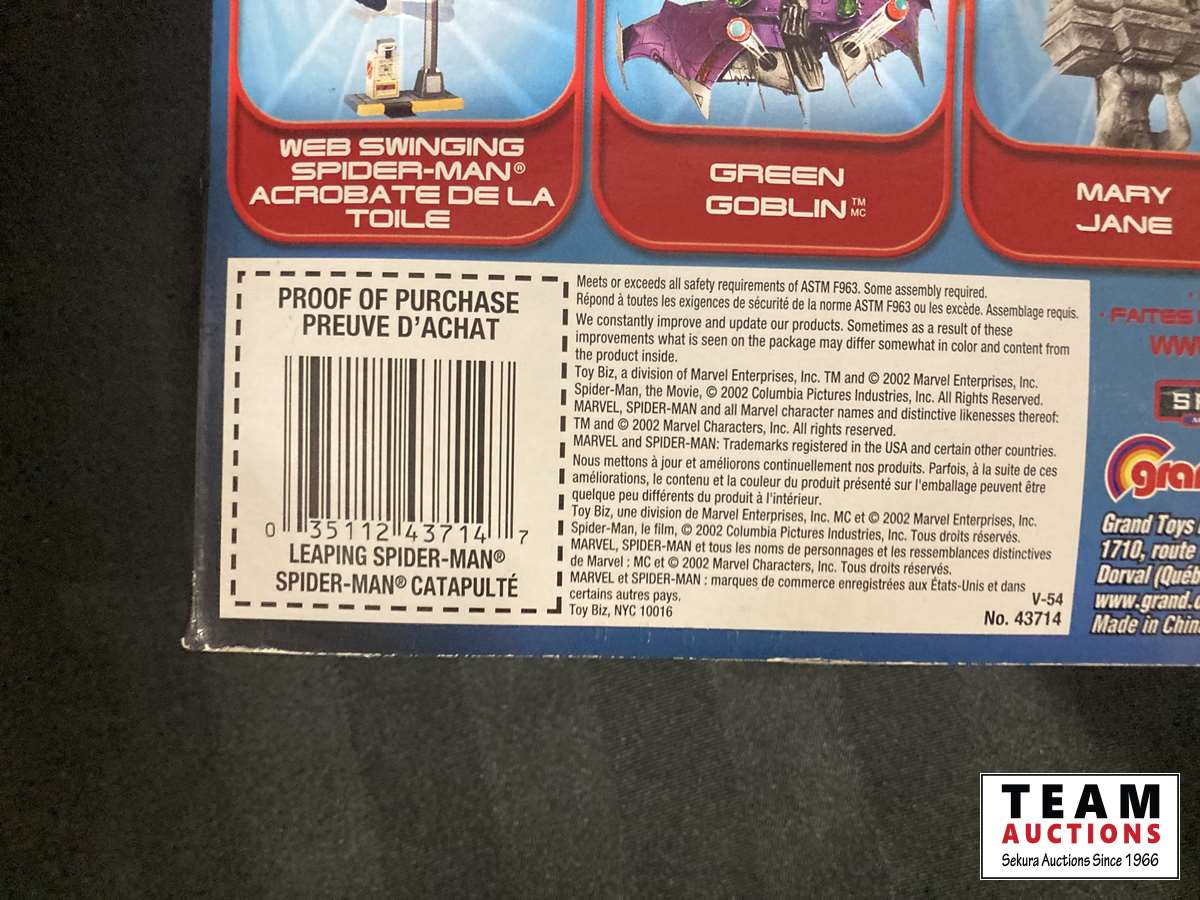 WEB SWINGING
SPIDER-MAN®
ACROBATE DE LA
TOILE
GREEN
GOBLIN™ MC
MARY
JANE
PROOF OF PURCHASE
PREUVE D'ACHAT
0 35112 43714 7
LEAPING SPIDER-MAN®
SPIDER-MAN® CATAPULTÉ
Meets or exceeds all safety requirements of ASTM F963. Some assembly required.
Répond à toutes les exigences de sécurité de la norme ASTM F963 ou les excède. Assemblage requis.
We constantly improve and update our products. Sometimes as a result of these
improvements what is seen on the package may differ somewhat in color and content from
the product inside.
Toy Biz, a division of Marvel Enterprises, Inc. TM and © 2002 Marvel Enterprises, Inc.
Spider-Man, the Movie, © 2002 Columbia Pictures Industries, Inc. All Rights Reserved.
MARVEL, SPIDER-MAN and all Marvel character names and distinctive likenesses thereof:
TM and © 2002 Marvel Characters, Inc. All rights reserved.
MARVEL and SPIDER-MAN: Trademarks registered in the USA and certain other countries.
Nous mettons à jour et améliorons continuellement nos produits. Parfois, à la suite de ces
améliorations, le contenu et la couleur du produit présenté sur l'emballage peuvent être
quelque peu différents du produit à l'intérieur.
Toy Biz, une division de Marvel Enterprises, Inc. MC et © 2002 Marvel Enterprises, Inc.
Spider-Man, le film, © 2002 Columbia Pictures Industries, Inc. Tous droits réservés.
MARVEL, SPIDER-MAN et tous les noms de personnages et les ressemblances distinctives
de Marvel : MC et © 2002 Marvel Characters, Inc. Tous droits réservés.
MARVEL et SPIDER-MAN : marques de commerce enregistrées aux États-Unis et dans
certains autres pays.
Toy Biz, NYC 10016
V-54
No. 43714
FAITES
WW
gra
Grand Toys
1710, route
Dorval (Québ
www.grand.
Made in Chin
TEAM
AUCTIONS
Sekura Auctions Since 1966